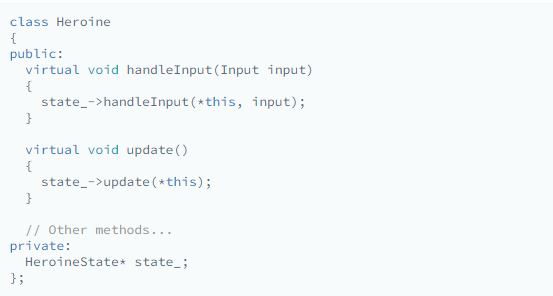 class Heroine
{
public:
  virtual void handleInput(Input input)
  {
    state_->handleInput(*this, input);
  }

  virtual void update()
  {
    state_->update(*this);
  }

  // Other methods...
private:
  HeroineState* state_;
};